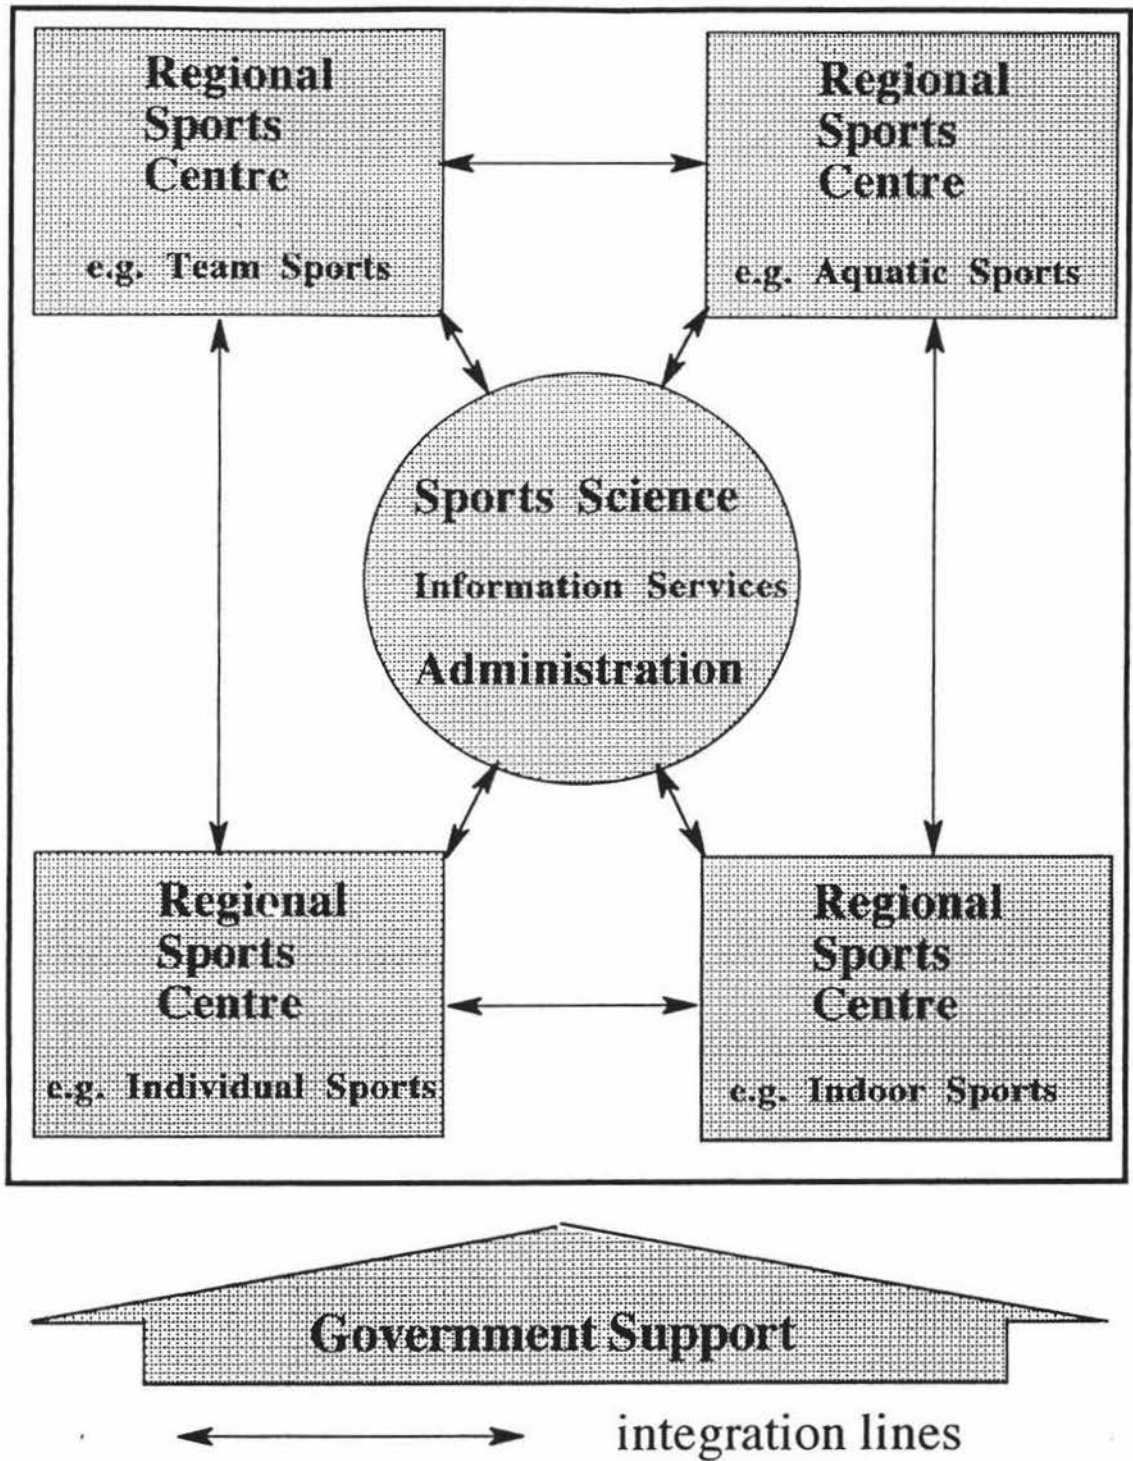 Regional
Sports
Centre
e.g. Team Sports
Regional
Sports
Centre
e.g. Aquatic Sports
Sports Science
Information Services
Administration
Regional
Sports
Centre
e.g. Individual Sports
Regional
Sports
Centre
e.g. Indoor Sports
Government Support
integration lines